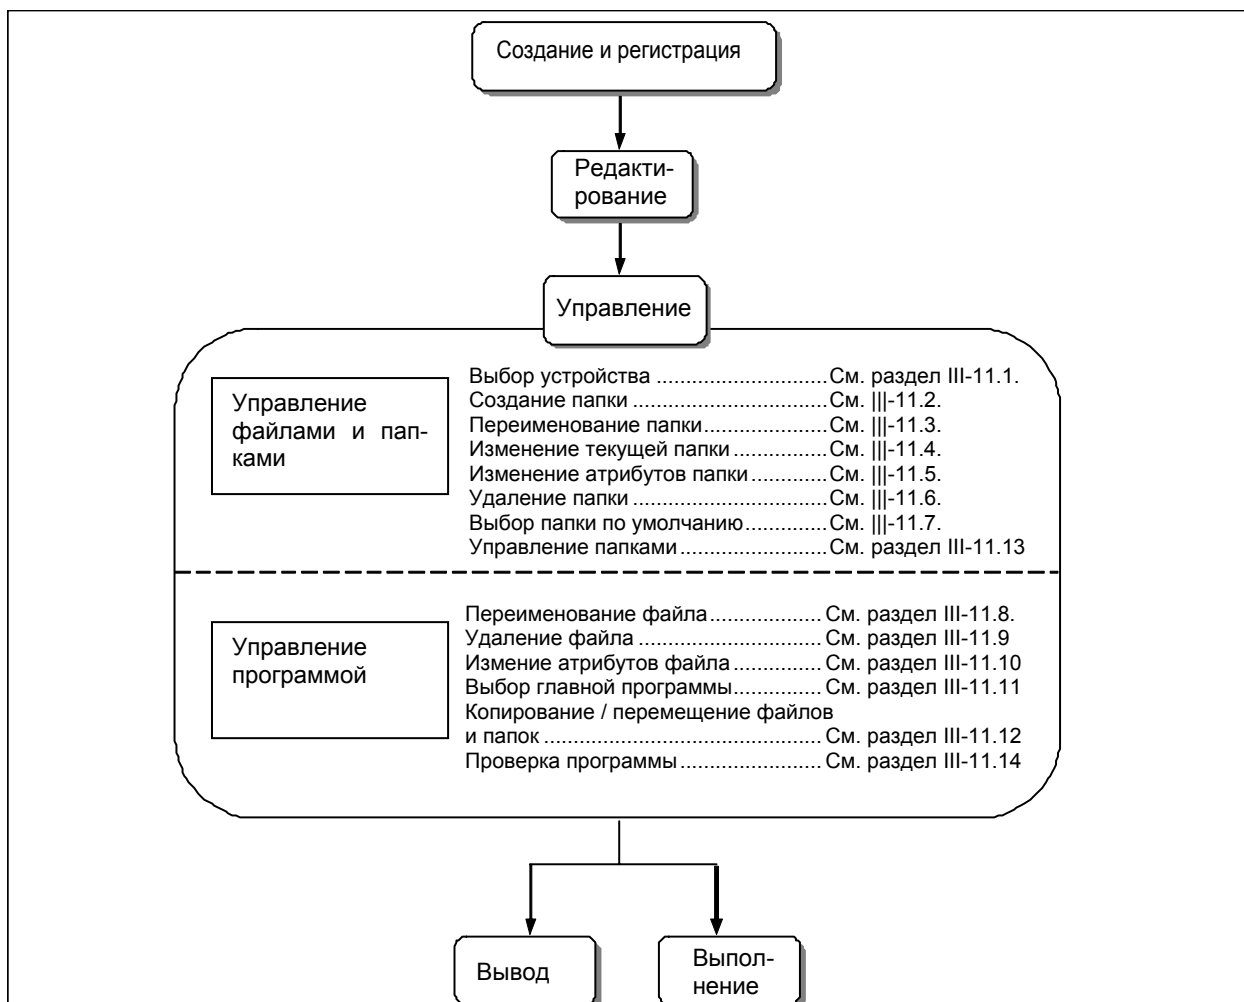 Создание и регистрация
Редакти-
рование
Управление
Управление
файлами и пап-
ками
Выбор устройства ............................. См. раздел III-11.1.
Создание папки ................................. См. |||-11.2.
Переименование папки ..................... См. |||-11.3.
Изменение текущей папки ................ См. |||-11.4.
Изменение атрибутов папки ............. См. |||-11.5.
Удаление папки ................................. См. |||-11.6.
Выбор папки по умолчанию .............. См. |||-11.7.
Управление папками ......................... См. раздел III-11.13
Управление
программой
Переименование файла ................... См. раздел III-11.8.
Удаление файла ............................... См. раздел III-11.9
Измение атрибутов файла ............... См. раздел III-11.10
Выбор главной программы ............... См. раздел III-11.11
Копирование / перемещение файлов
и папок ............................................... См. раздел III-11.12
Проверка программы ........................ См. раздел III-11.14
Вывод
Выпол-
нение